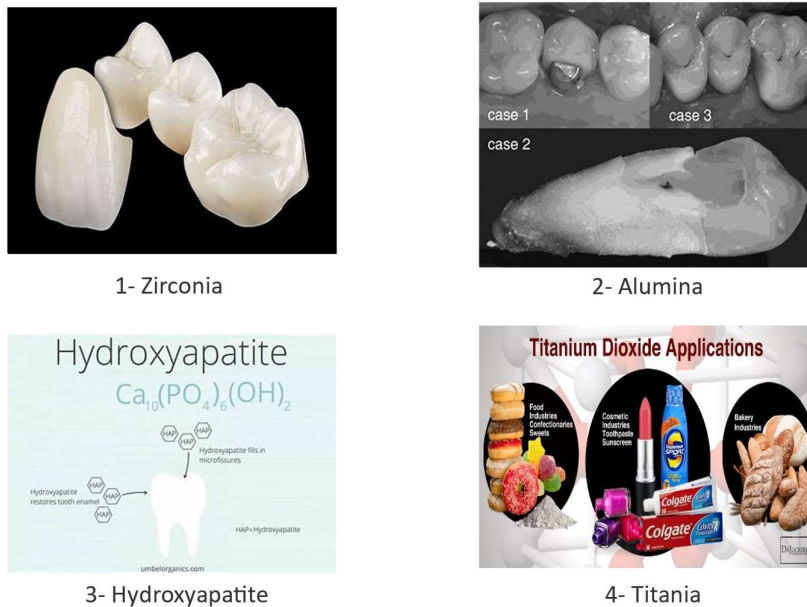 case 1
case 3
case 2
1- Zirconia
2- Alumina
Hydroxyapatite
Ca10(PO4)6(OH)2
HAP
HAP
HAP
Hydroxyapatite fills in
microfissures
Hydroxyapatite
restores tooth enamel
HAP
HAP
HAP
HAP=Hydroxyapatite
umbelorganics.com
Titanium Dioxide Applications
Food
Industries
Confectionaries
Sweets
Cosmetic
Industries
Toothpaste
Sunscreen
Bakery
Industries
SPORT
Colgate
Colgate
3- Hydroxyapatite
4- Titania